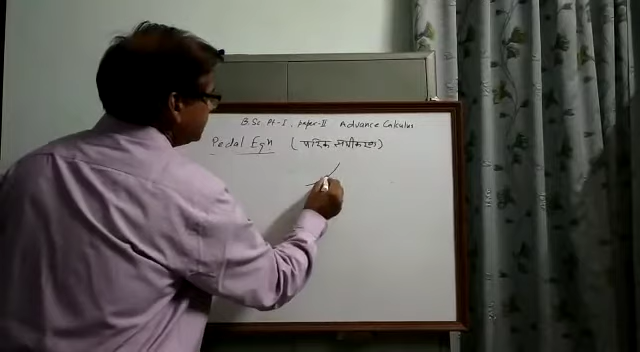 B.Sc. Pt-I, paper-II Advance Calculus
Pedal Eqn (पदिक समीकरण)